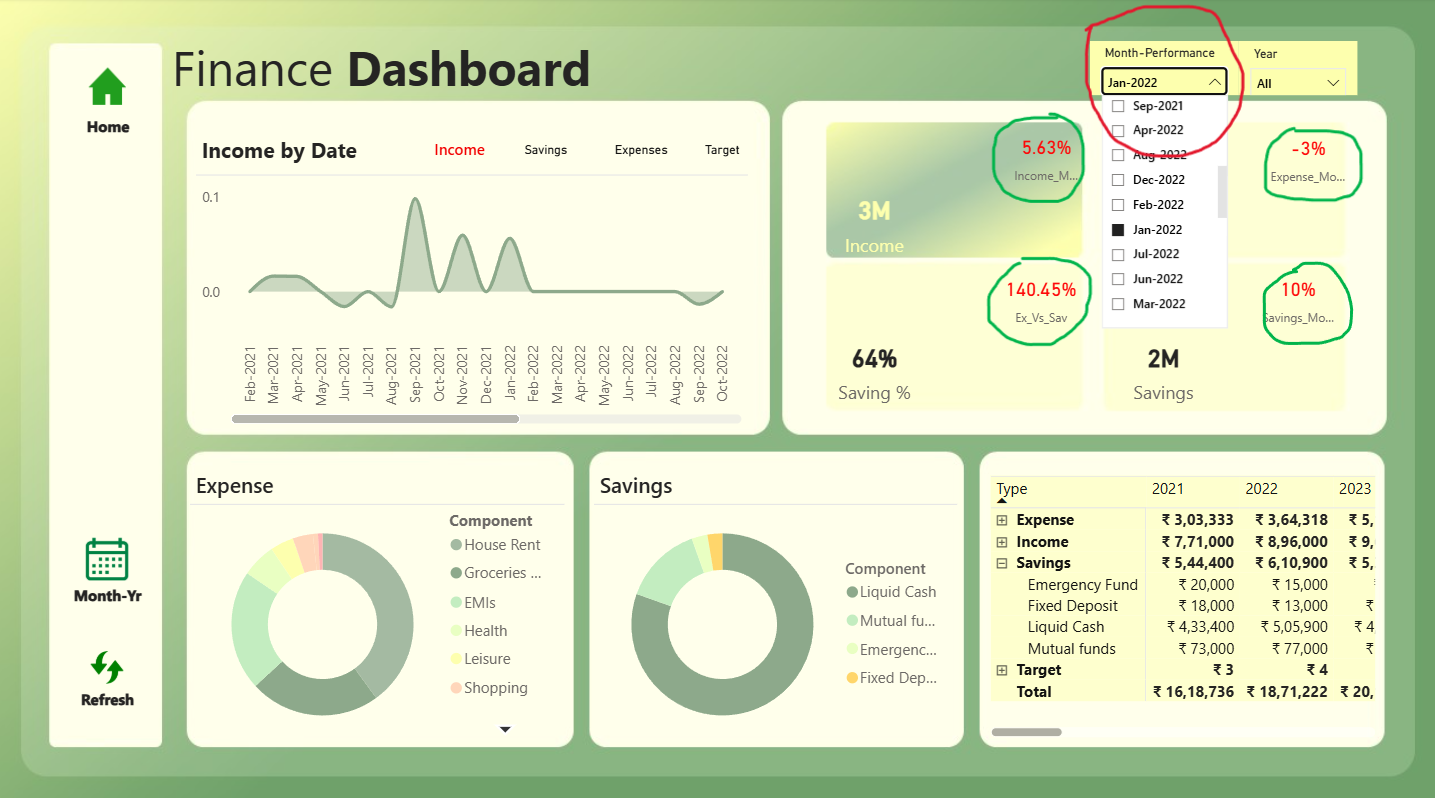 Finance Dashboard
Home
Month-Yr
Refresh
Month-Performance
Jan-2022
Sep-2021
Apr-2022
Aug-2022
Dec-2022
Feb-2022
Jan-2022
Jul-2022
Jun-2022
Mar-2022
Year
All
Income by Date
Income Savings Expenses Target
0.1
0.0
Feb-2021
Mar-2021
Apr-2021
May-2021
Jun-2021
Jul-2021
Aug-2021
Sep-2021
Oct-2021
Nov-2021
Dec-2021
Jan-2022
Feb-2022
Mar-2022
Apr-2022
May-2022
Jun-2022
Jul-2022
Aug-2022
Sep-2022
Oct-2022
5.63%
Income_M...
3M
Income
-3%
Expense_Mo...
140.45%
Ex_Vs_Sav
64%
Saving %
10%
Savings_Mo...
2M
Savings
Expense
Component
House Rent
Groceries ...
EMIs
Health
Leisure
Shopping
Savings
Component
Liquid Cash
Mutual fu...
Emergenc...
Fixed Dep...
Type 2021 2022 2023
Expense ₹ 3,03,333 ₹ 3,64,318 ₹ 5,
Income ₹ 7,71,000 ₹ 8,96,000 ₹ 9,
Savings ₹ 5,44,400 ₹ 6,10,900 ₹ 5,
Emergency Fund ₹ 20,000 ₹ 15,000
Fixed Deposit ₹ 18,000 ₹ 13,000 ₹
Liquid Cash ₹ 4,33,400 ₹ 5,05,900 ₹ 4
Mutual funds ₹ 73,000 ₹ 77,000 ₹
Target ₹ 3 ₹ 4
Total ₹ 16,18,736 ₹ 18,71,222 ₹ 20,